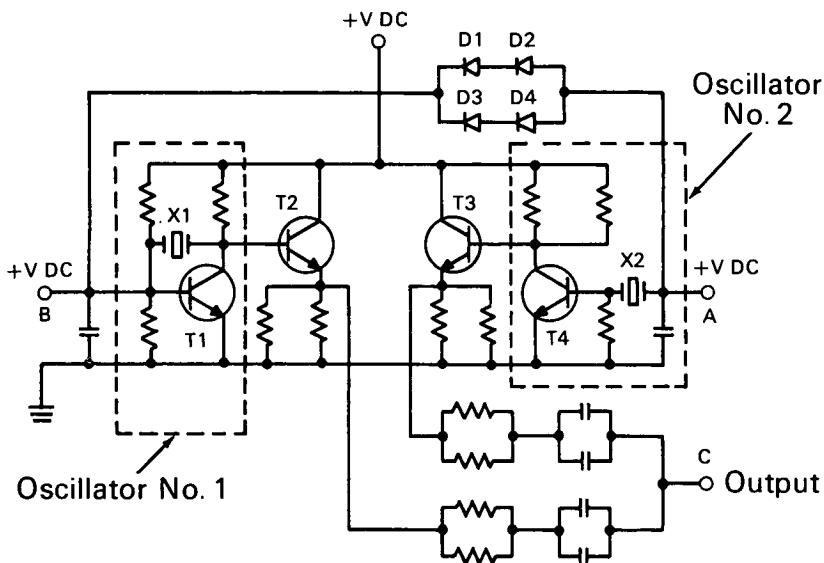 +V DC
D1 D2
D3 D4
Oscillator
No. 2
X1
T2
T3
X2
+V DC
B
T1
T4
+V DC
A
Oscillator No. 1
C
Output